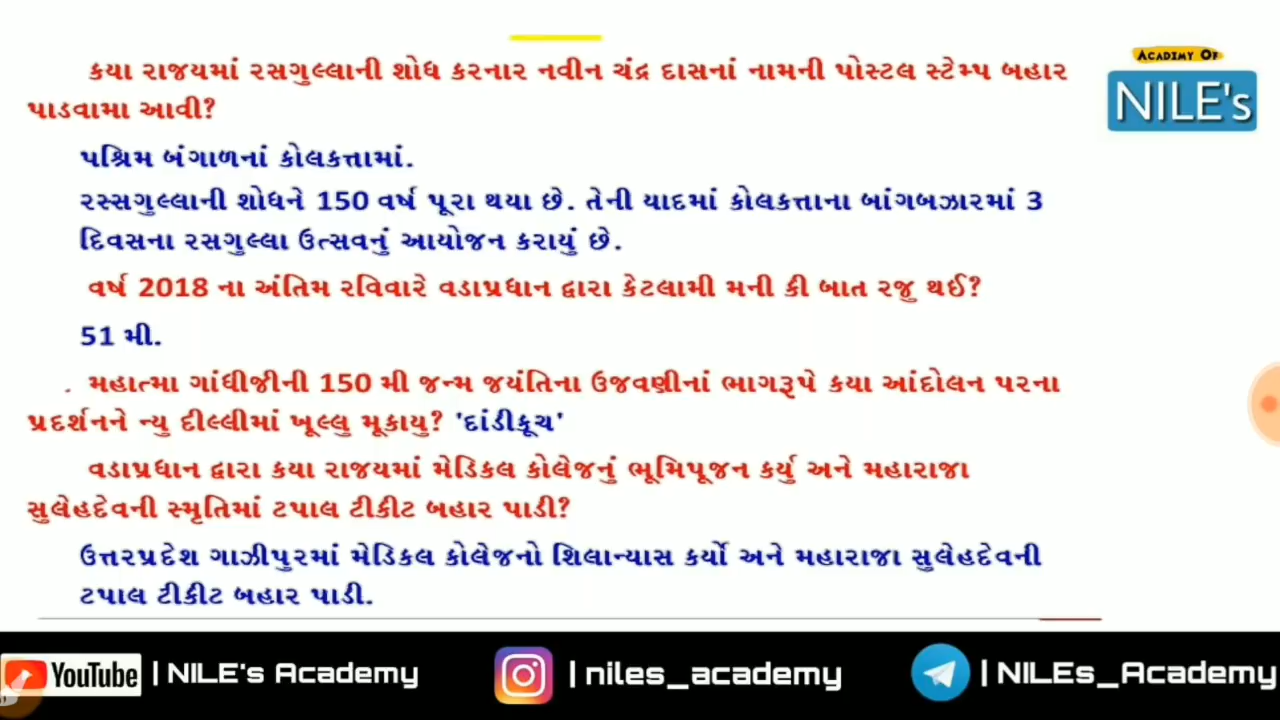 ACADEMY OF
NILE's
કયા રાજયમાં રસગુલ્લાની શોધ કરનાર નવીન ચંદ્ર દાસનાં નામની પોસ્ટલ સ્ટેમ્પ બહાર
પાડવામા આવી?
પશ્ચિમ બંગાળનાં કોલકત્તામાં.
રસ્સગુલ્લાની શોધને 150 વર્ષ પૂરા થયા છે. તેની યાદમાં કોલકત્તાના બાંગબઝારમાં 3
દિવસના રસગુલ્લા ઉત્સવનું આયોજન કરાયું છે.
વર્ષ 2018 ના અંતિમ રવિવારે વડાપ્રધાન દ્વારા કેટલામી મની કી બાત રજુ થઈ?
51 મી.
. મહાત્મા ગાંધીજીની 150 મી જન્મ જયંતિના ઉજવણીનાં ભાગરૂપે કયા આંદોલન પરના
પ્રદર્શનને ન્યુ દીલ્લીમાં ખૂલ્લુ મૂકાયુ? 'દાંડીકૂચ'
વડાપ્રધાન દ્વારા કયા રાજયમાં મેડિકલ કોલેજનું ભૂમિપૂજન કર્યુ અને મહારાજા
સુલેહદેવની સ્મૃતિમાં ટપાલ ટીકીટ બહાર પાડી?
ઉત્તરપ્રદેશ ગાઝીપુરમાં મેડિકલ કોલેજનો શિલાન્યાસ કર્યો અને મહારાજા સુલેહદેવની
ટપાલ ટીકીટ બહાર પાડી.
YouTube | NILE's Academy | niles_academy | NILEs_Academy